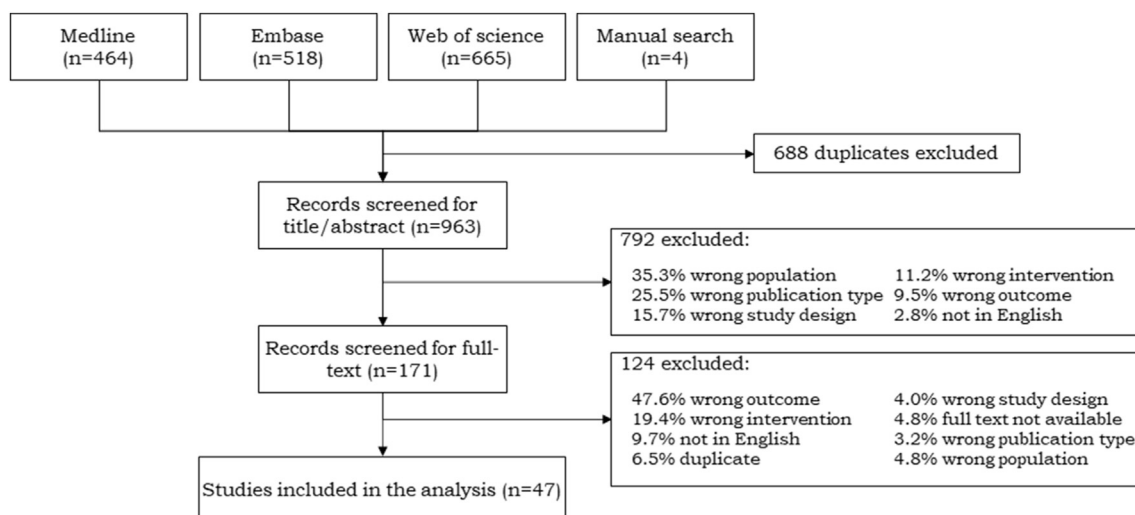 Medline
(n=464)
Embase
(n=518)
Web of science
(n=665)
Manual search
(n=4)
688 duplicates excluded
Records screened for
title/abstract (n=963)
792 excluded:
35.3% wrong population
11.2% wrong intervention
25.5% wrong publication type
9.5% wrong outcome
15.7% wrong study design
2.8% not in English
Records screened for full-
text (n=171)
124 excluded:
47.6% wrong outcome
4.0% wrong study design
19.4% wrong intervention
4.8% full text not available
9.7% not in English
3.2% wrong publication type
6.5% duplicate
4.8% wrong population
Studies included in the analysis (n=47)